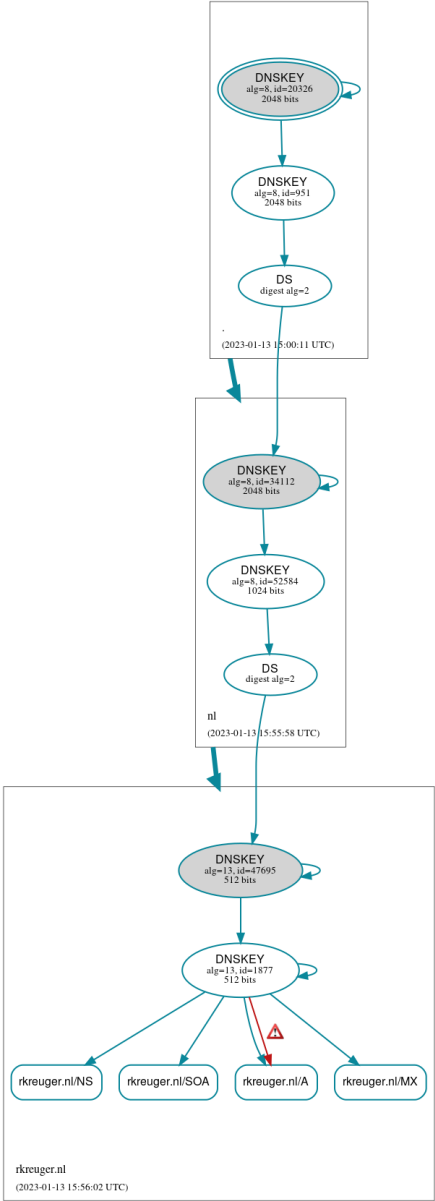 DNSKEY
alg=8, id=20326
2048 bits
DNSKEY
alg=8, id=951
2048 bits
DS
digest alg=2
.
(2023-01-13 15:00:11 UTC)
DNSKEY
alg=8, id=34112
2048 bits
DNSKEY
alg=8, id=52584
1024 bits
DS
digest alg=2
nl
(2023-01-13 15:55:58 UTC)
DNSKEY
alg=13, id=47695
512 bits
DNSKEY
alg=13, id=1877
512 bits
rkreuger.nl/NS rkreuger.nl/SOA rkreuger.nl/A rkreuger.nl/MX
rkreuger.nl
(2023-01-13 15:56:02 UTC)